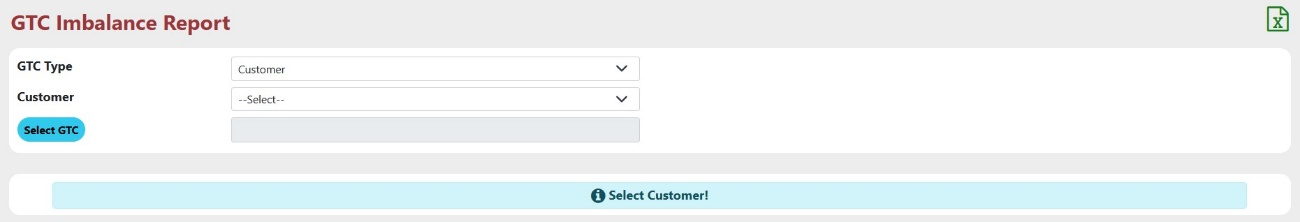 GTC Imbalance Report
GTC Type
Customer
Customer
--Select--
Select GTC
Select Customer!